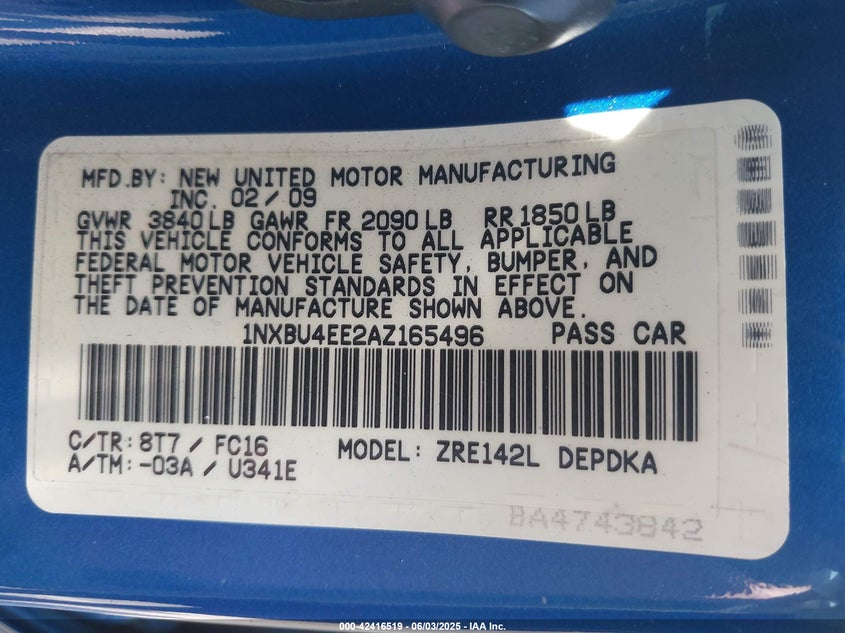 MFD.BY: NEW UNITED MOTOR MANUFACTURING
INC. 02 / 09
GVWR 3840 LB GAWR FR 2090 LB RR 1850 LB
THIS VEHICLE CONFORMS TO ALL APPLICABLE
FEDERAL MOTOR VEHICLE SAFETY, BUMPER, AND
THEFT PREVENTION STANDARDS IN EFFECT ON
THE DATE OF MANUFACTURE SHOWN ABOVE.
1NXBU4EE2AZ165496 PASS CAR
C/TR: 8T7 / FC16 MODEL: ZRE142L DEPDKA
A/TM: -03A / U341E
BA4743842
000-42416519 - 06/03/2025 - IAA Inc.